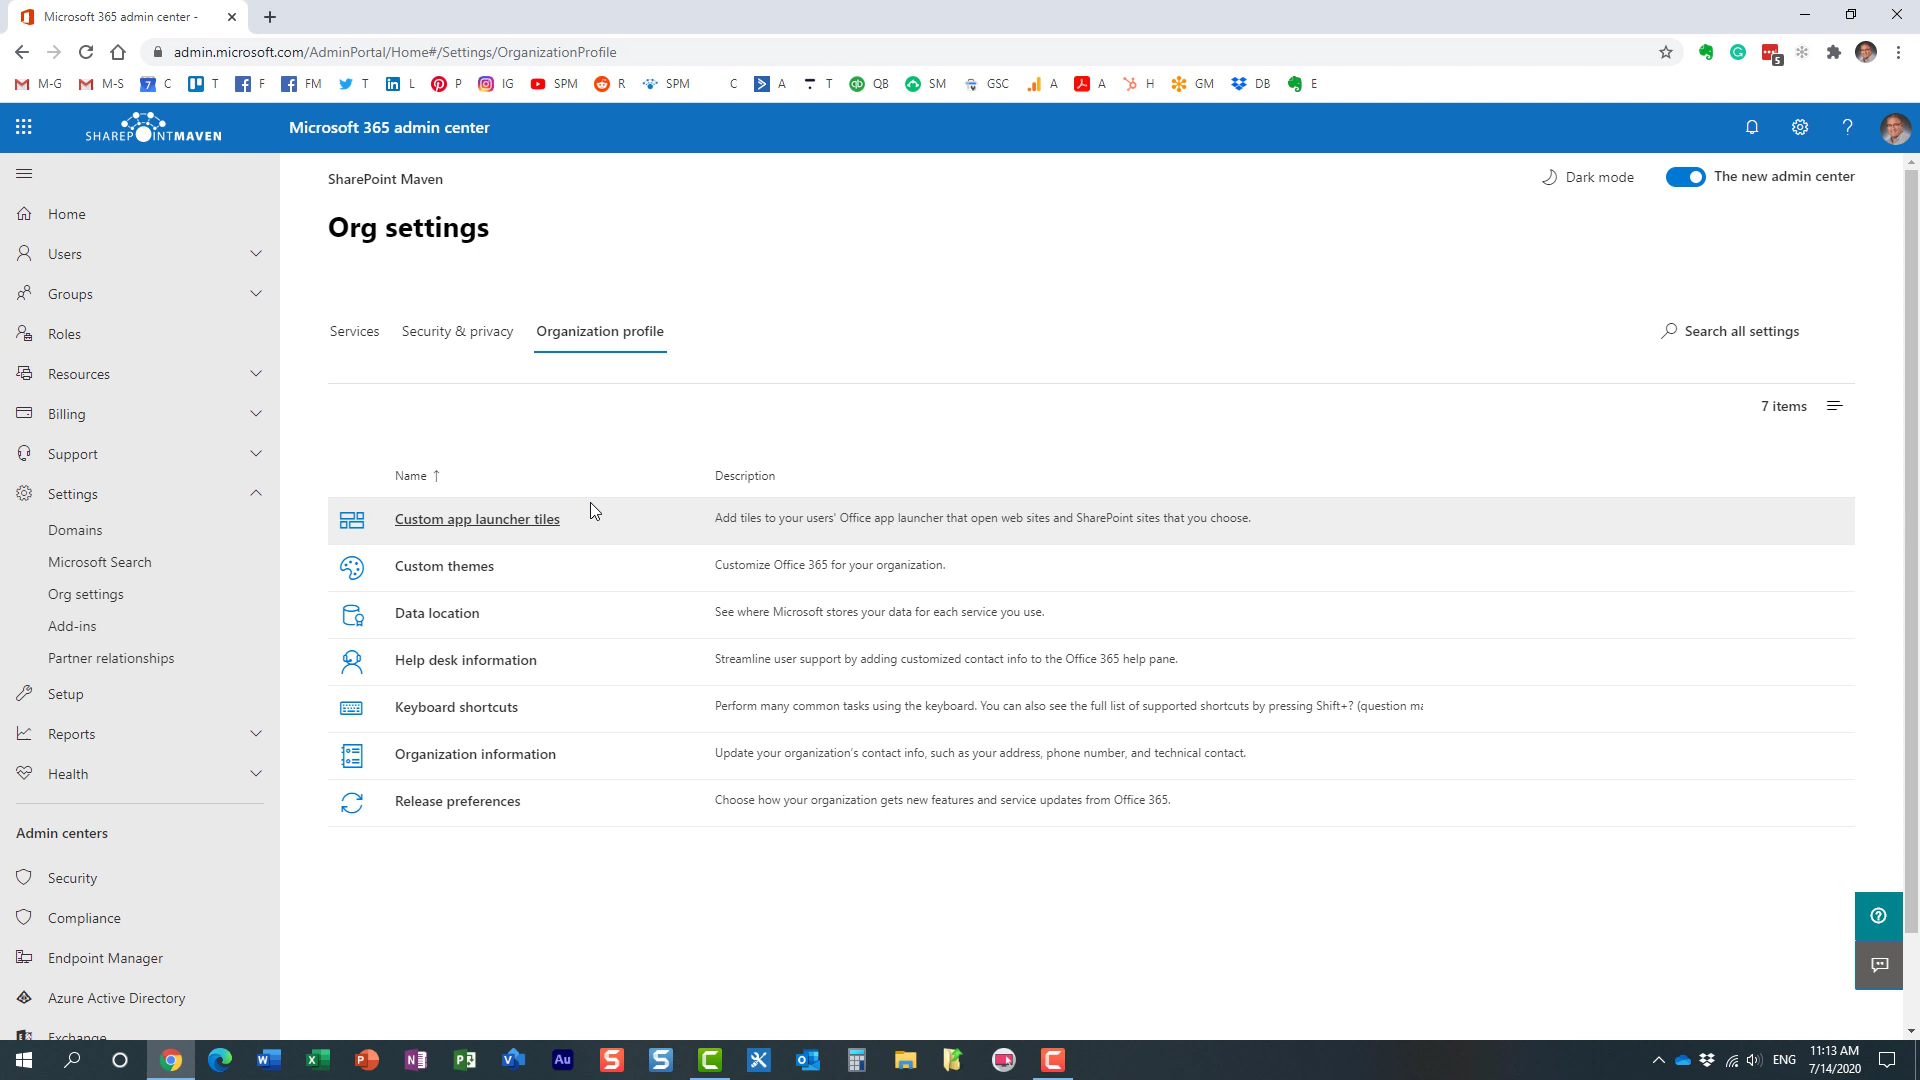 Microsoft 365 admin center -
admin.microsoft.com/AdminPortal/Home#/Settings/OrganizationProfile
5
M-G M-S 7 C T F FM T L P IG SPM R SPM C A T QB SM GSC A A H GM DB E
SHAREPOINTMAVEN
Microsoft 365 admin center
?
SharePoint Maven
Dark mode
The new admin center
Org settings
Home
Users
Groups
Roles
Resources
Billing
Support
Settings
Domains
Microsoft Search
Org settings
Add-ins
Partner relationships
Setup
Reports
Health
Admin centers
Security
Compliance
Endpoint Manager
Azure Active Directory
Exchange
Services Security & privacy Organization profile
Search all settings
7 items
Name ↑ Description
Custom app launcher tiles Add tiles to your users' Office app launcher that open web sites and SharePoint sites that you choose.
Custom themes Customize Office 365 for your organization.
Data location See where Microsoft stores your data for each service you use.
Help desk information Streamline user support by adding customized contact info to the Office 365 help pane.
Keyboard shortcuts Perform many common tasks using the keyboard. You can also see the full list of supported shortcuts by pressing Shift+? (question ma
Organization information Update your organization's contact info, such as your address, phone number, and technical contact.
Release preferences Choose how your organization gets new features and service updates from Office 365.
ENG
11:13 AM
7/14/2020